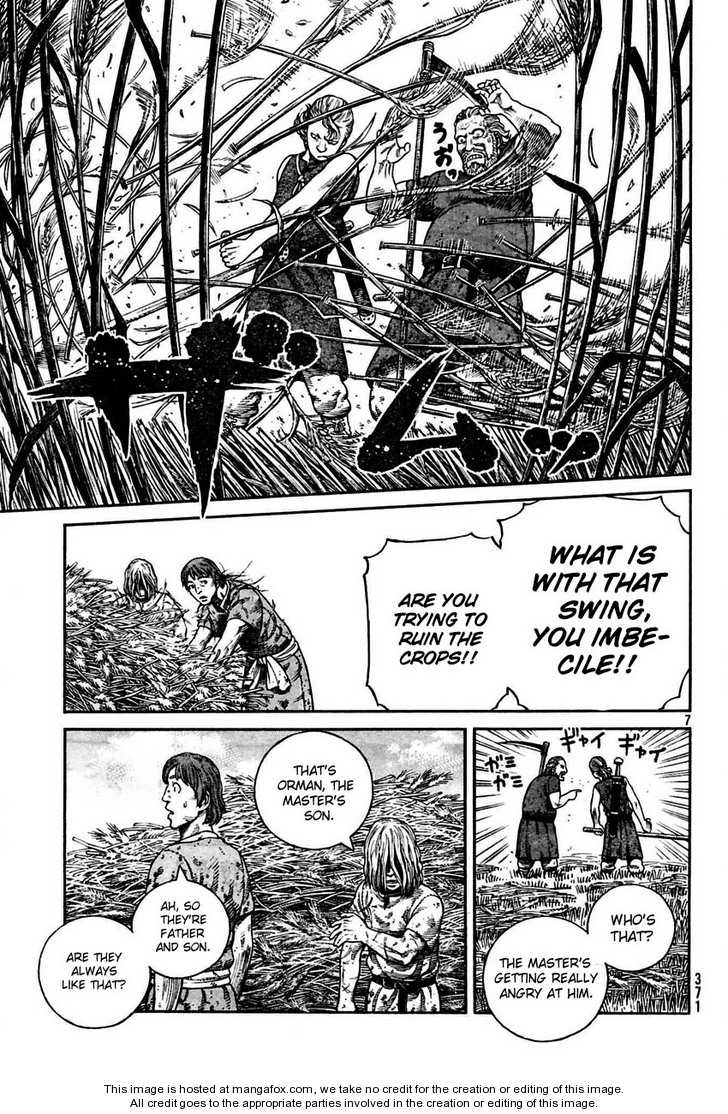 うおっ
ザムッ
WHAT IS
WITH THAT
SWING,
YOU IMBE-
CILE!!
ARE YOU
TRYING TO
RUIN THE
CROPS!!
7
ギャイ
ギャイ
ガミ
ガミ
WHO'S
THAT?
THE MASTER'S
GETTING REALLY
ANGRY AT HIM.
371
THAT'S
ORMAN, THE
MASTER'S
SON.
AH, SO
THEY'RE
FATHER
AND SON.
ARE THEY
ALWAYS
LIKE THAT?
This image is hosted at mangafox.com, we take no credit for the creation or editing of this image.
All credit goes to the appropriate parties involved in the creation or editing of this image.